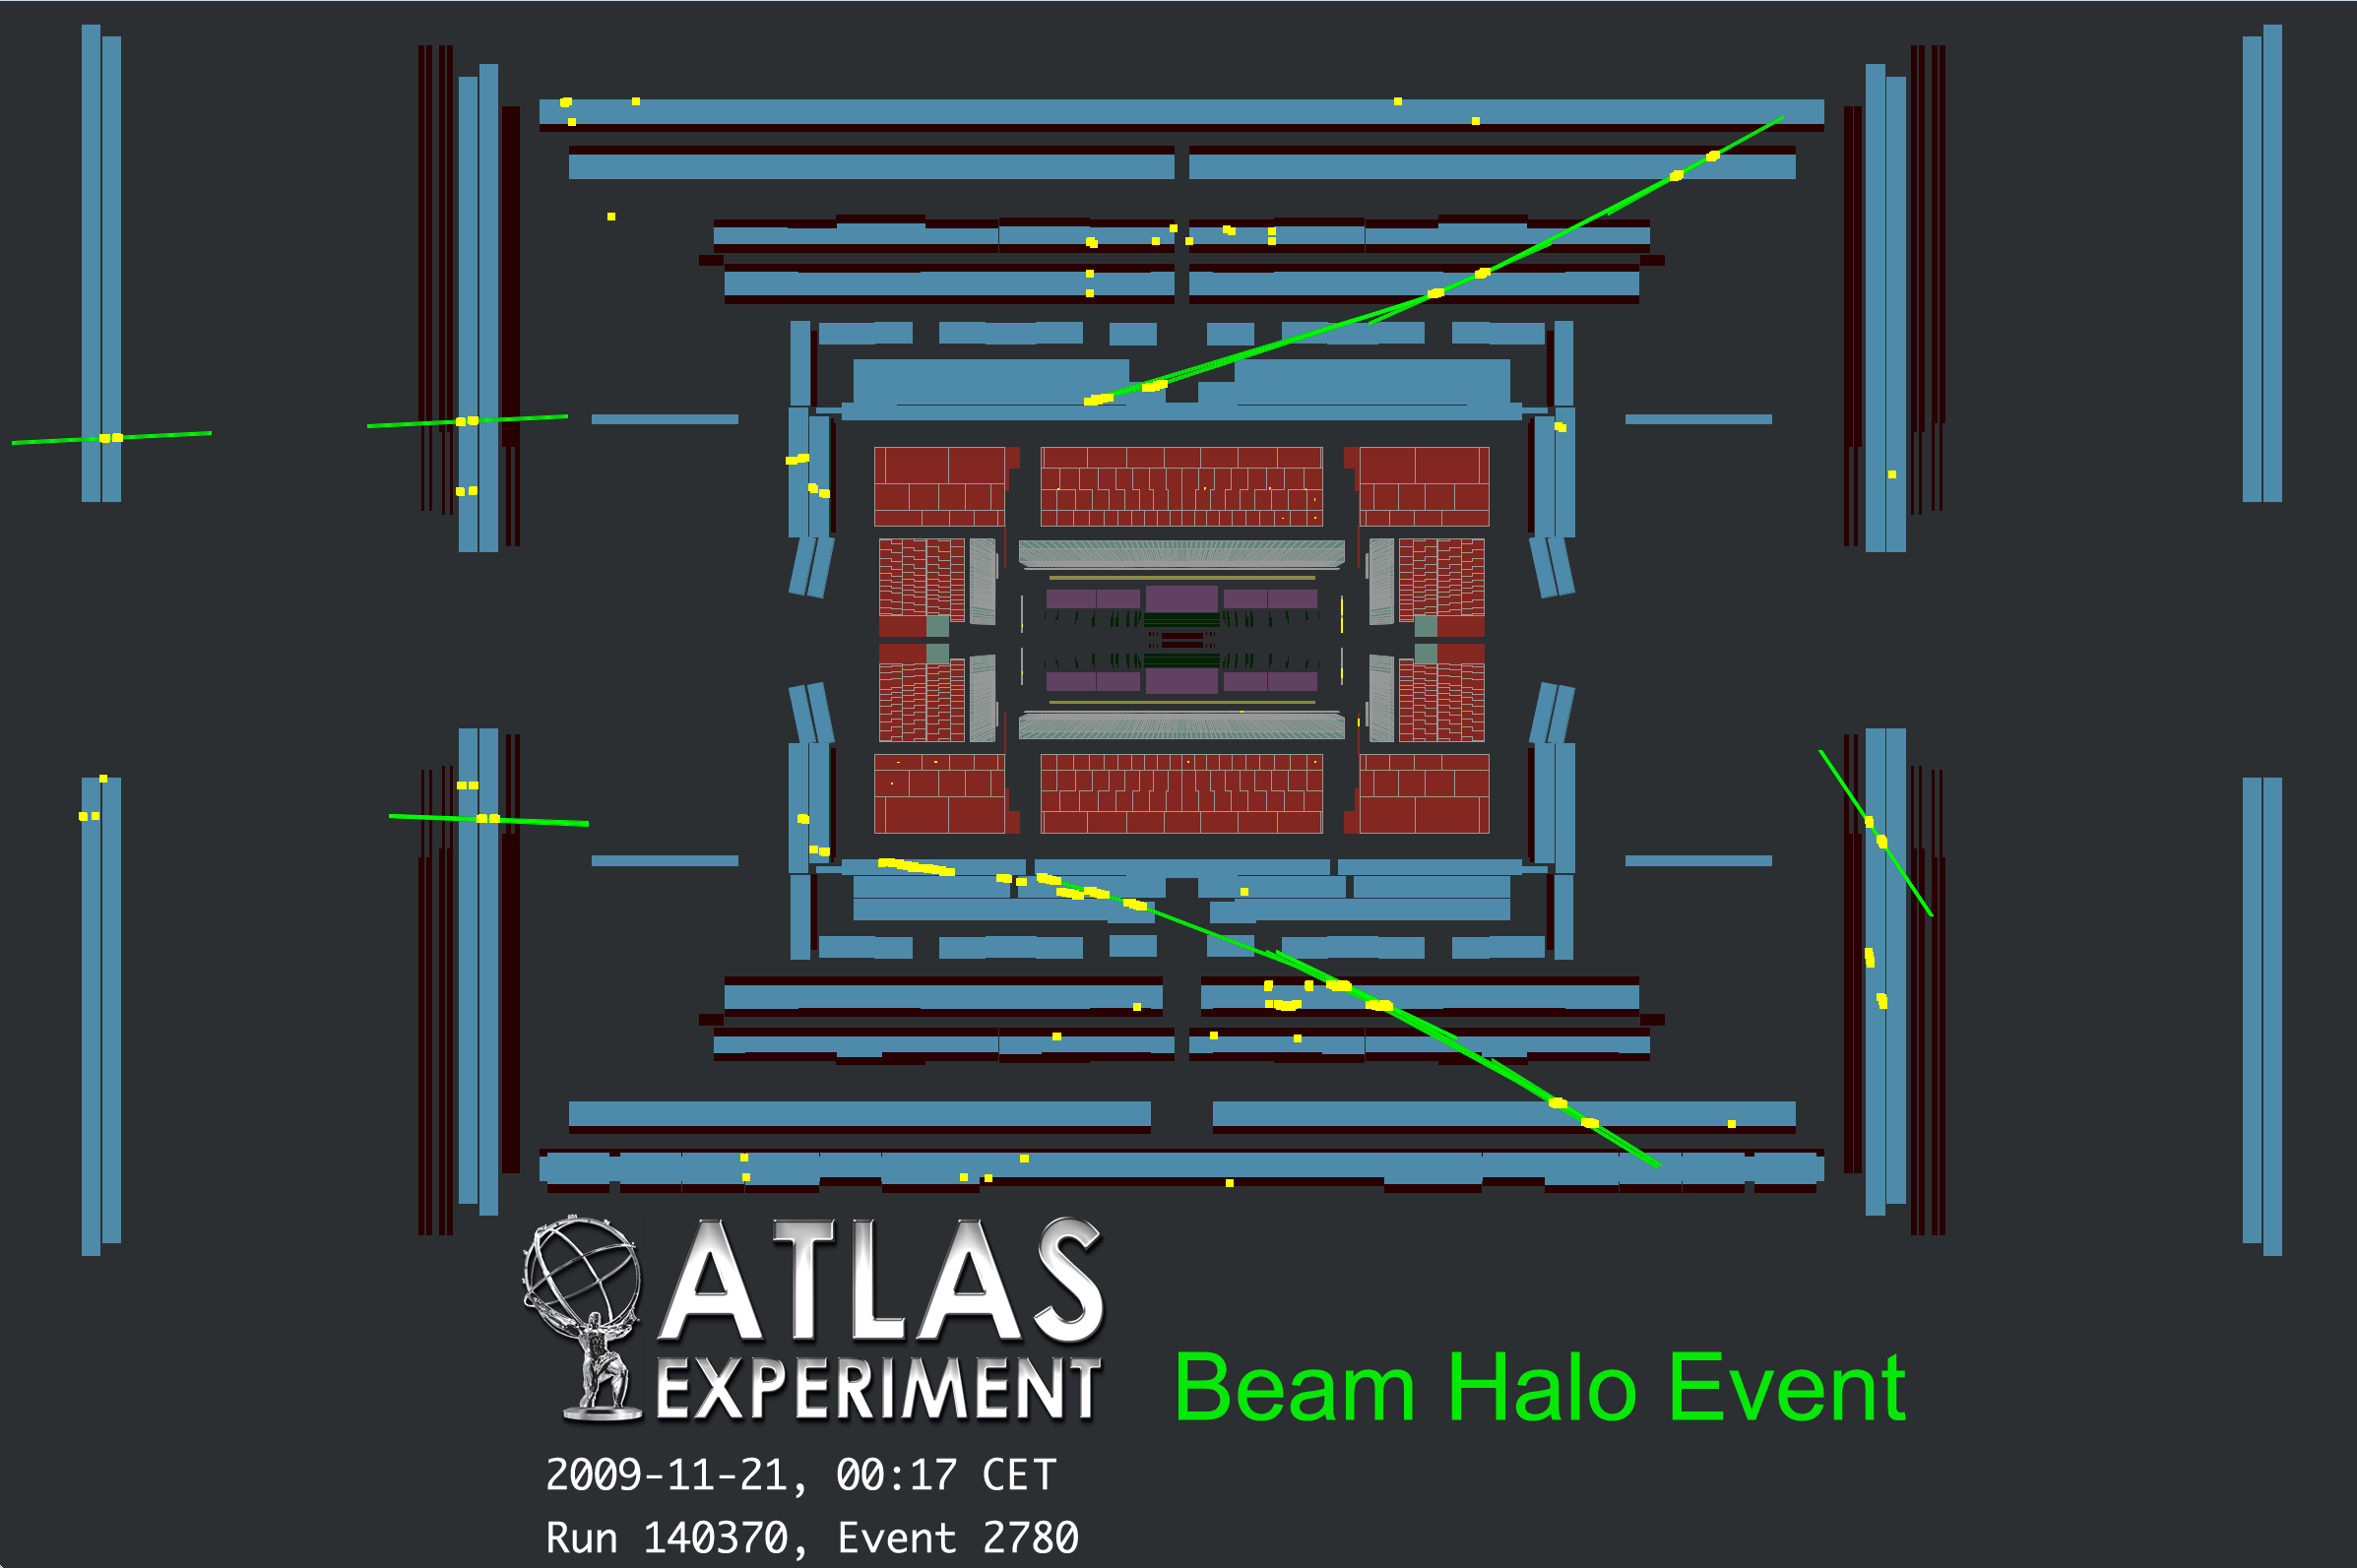 ATLAS
EXPERIMENT
Beam Halo Event
2009-11-21, 00:17 CET
Run 140370, Event 2780